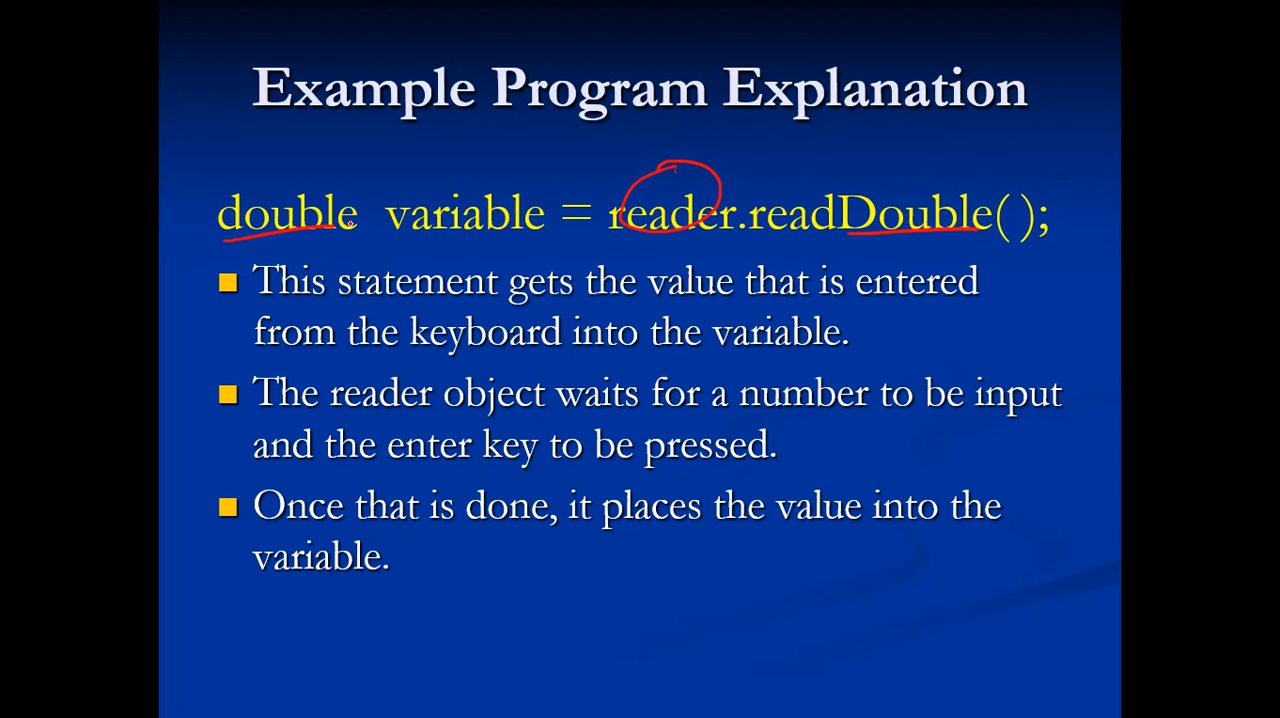 Example Program Explanation
double variable = reader.readDouble( );
This statement gets the value that is entered
from the keyboard into the variable.
The reader object waits for a number to be input
and the enter key to be pressed.
Once that is done, it places the value into the
variable.